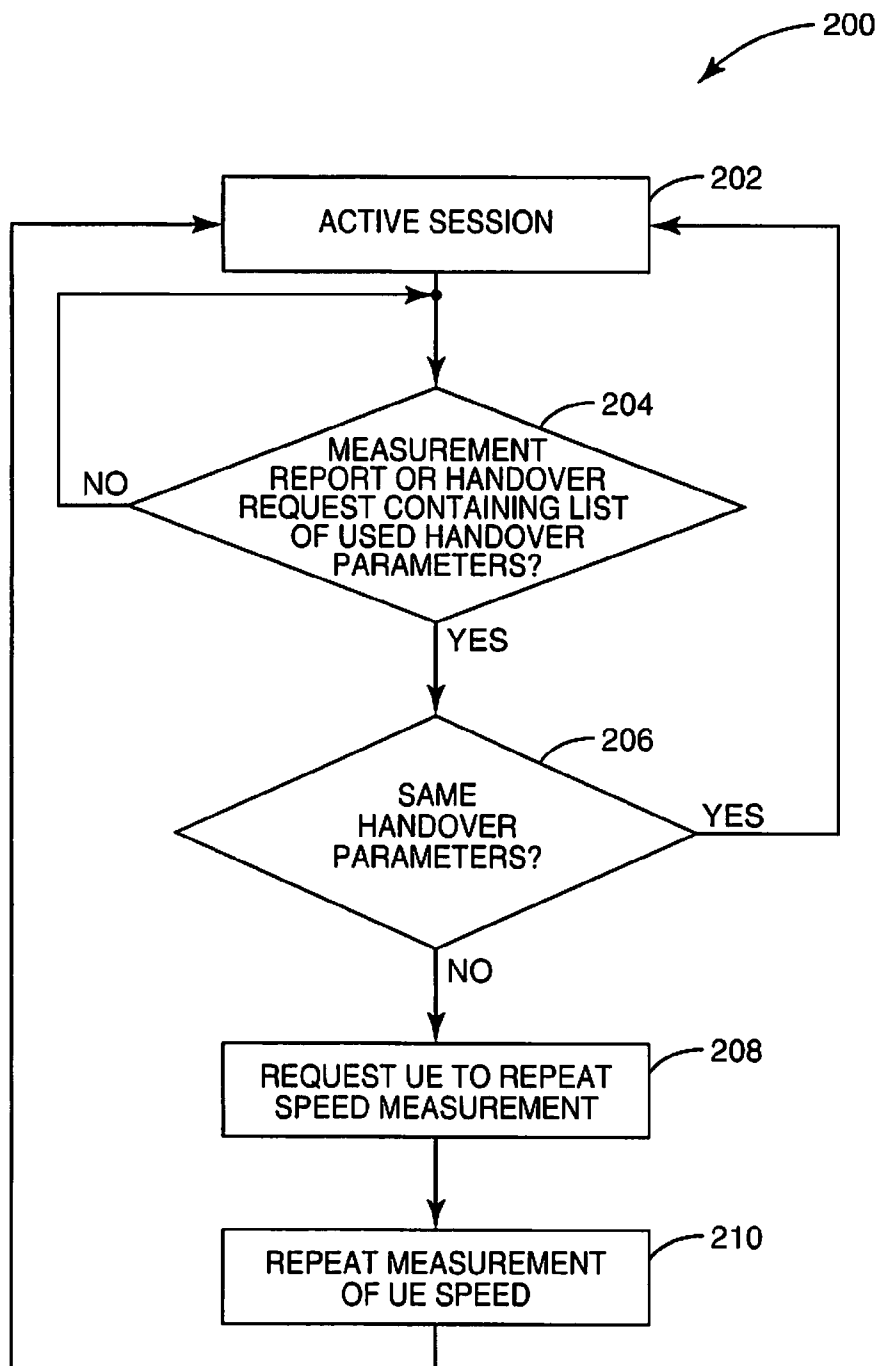 200
202
ACTIVE SESSION
204
MEASUREMENT
REPORT OR HANDOVER
REQUEST CONTAINING LIST
OF USED HANDOVER
PARAMETERS?
NO
YES
206
SAME
HANDOVER
PARAMETERS?
YES
NO
208
REQUEST UE TO REPEAT
SPEED MEASUREMENT
210
REPEAT MEASUREMENT
OF UE SPEED